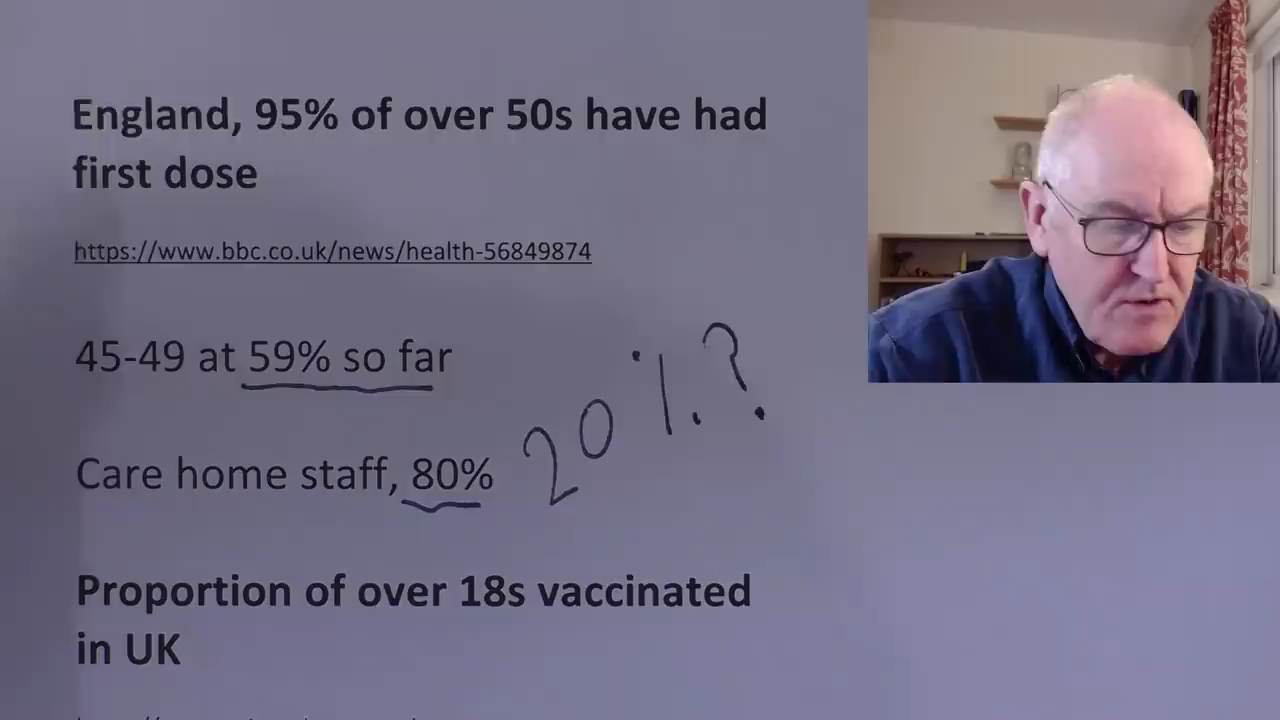 England, 95% of over 50s have had
first dose
https://www.bbc.co.uk/news/health-56849874
45-49 at 59% so far
20%?
Care home staff, 80%
Proportion of over 18s vaccinated
in UK